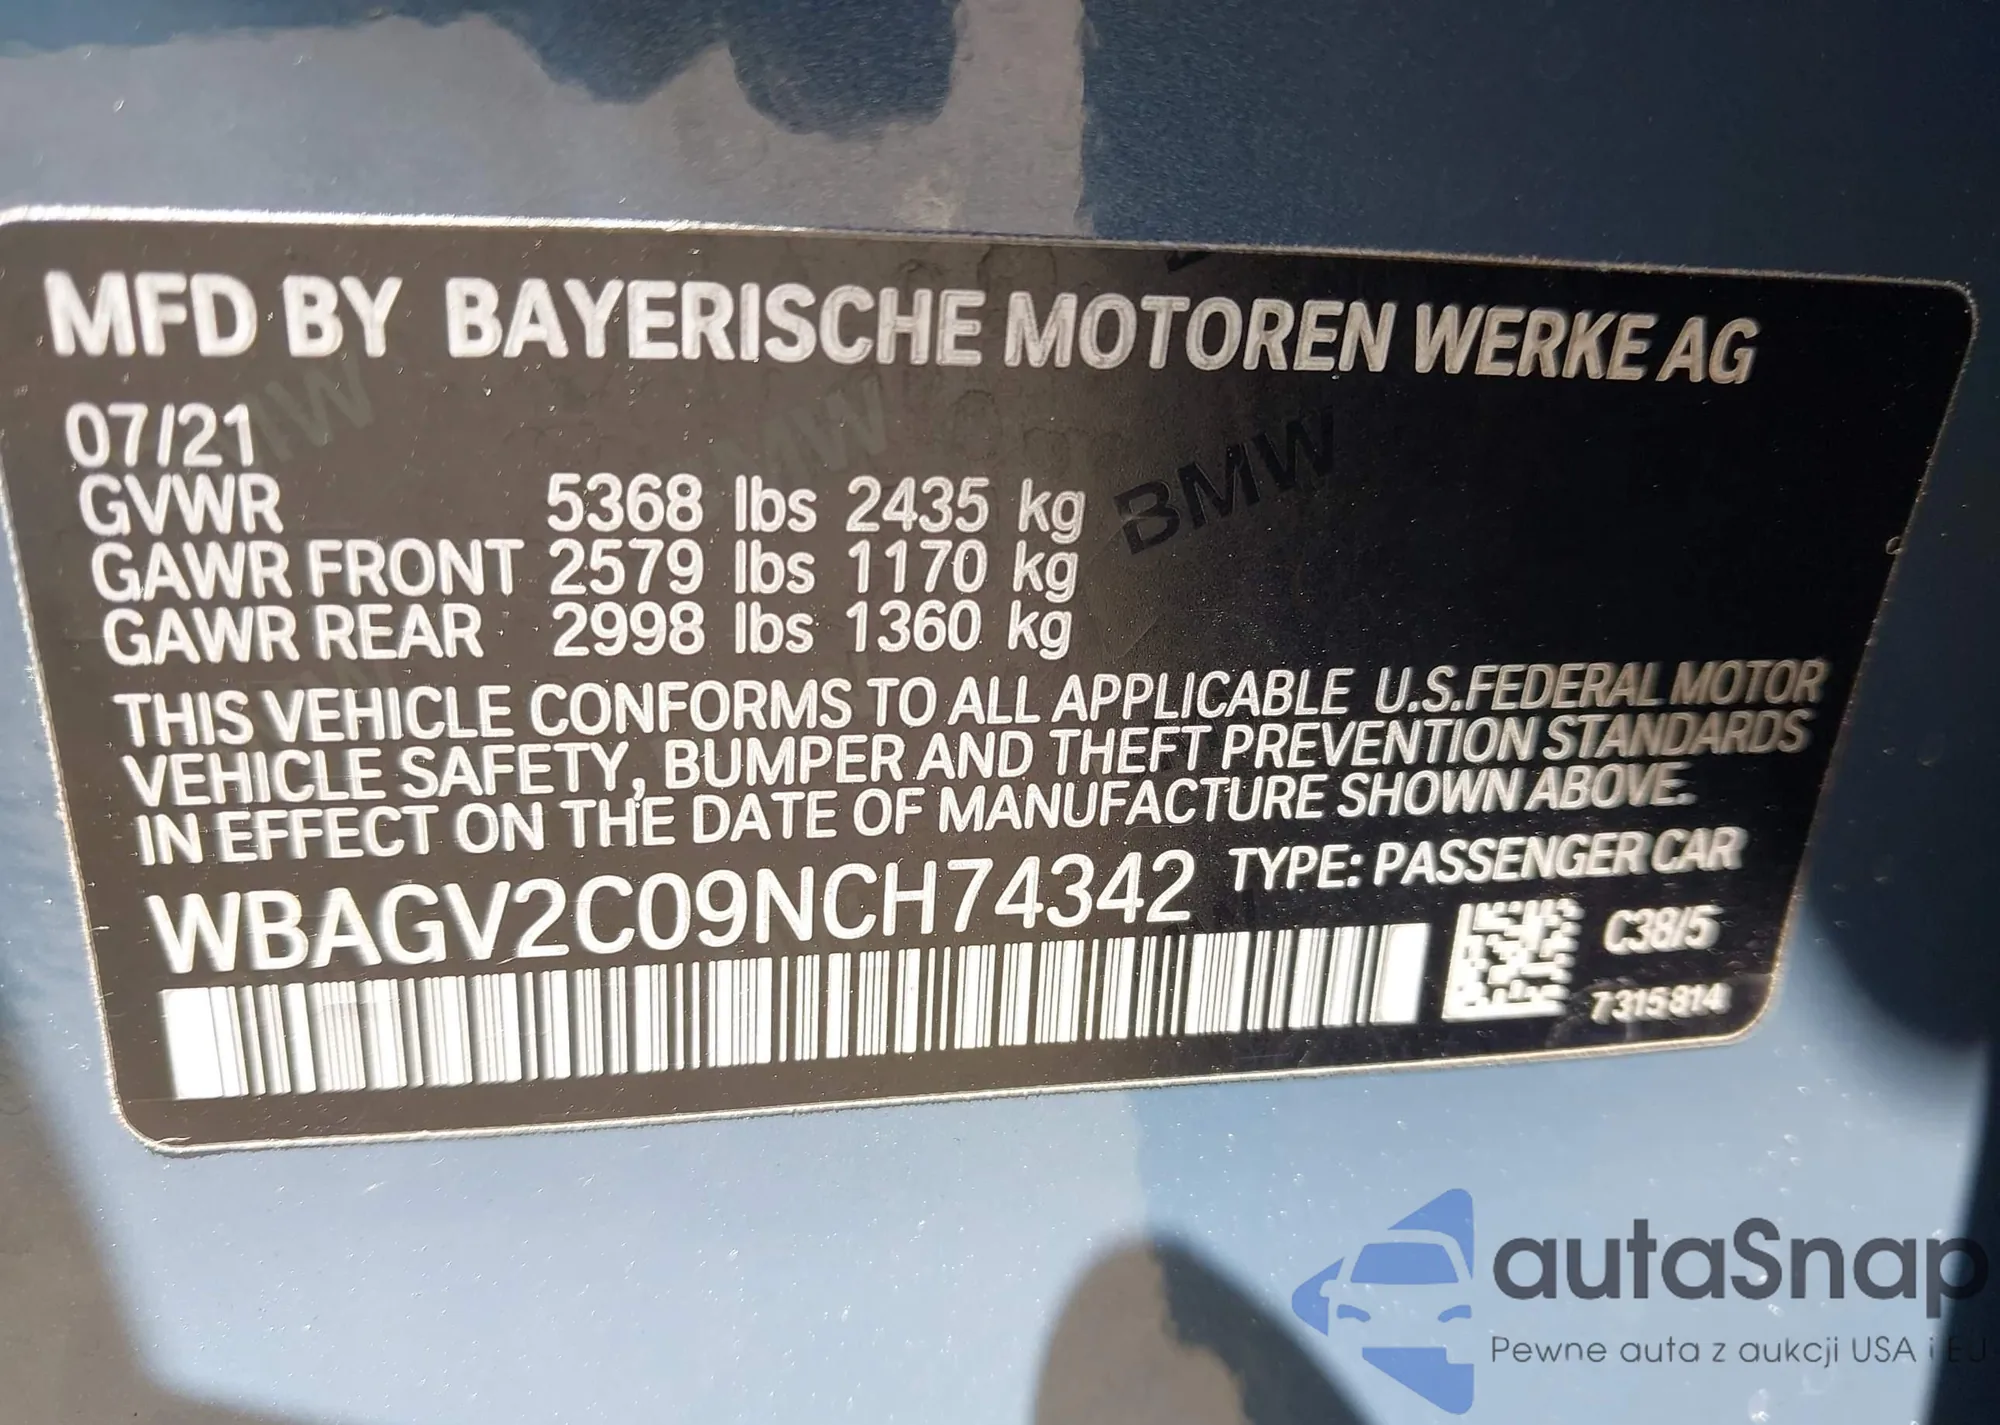 MFD BY BAYERISCHE MOTOREN WERKE AG
07/21
GVWR 5368 lbs 2435 kg
GAWR FRONT 2579 lbs 1170 kg
GAWR REAR 2998 lbs 1360 kg
THIS VEHICLE CONFORMS TO ALL APPLICABLE U.S.FEDERAL MOTOR
VEHICLE SAFETY, BUMPER AND THEFT PREVENTION STANDARDS
IN EFFECT ON THE DATE OF MANUFACTURE SHOWN ABOVE.
WBAGV2C09NCH74342 TYPE: PASSENGER CAR
C38/5
7315814
BMW
autaSnap
Pewne auta z aukcji USA i EU